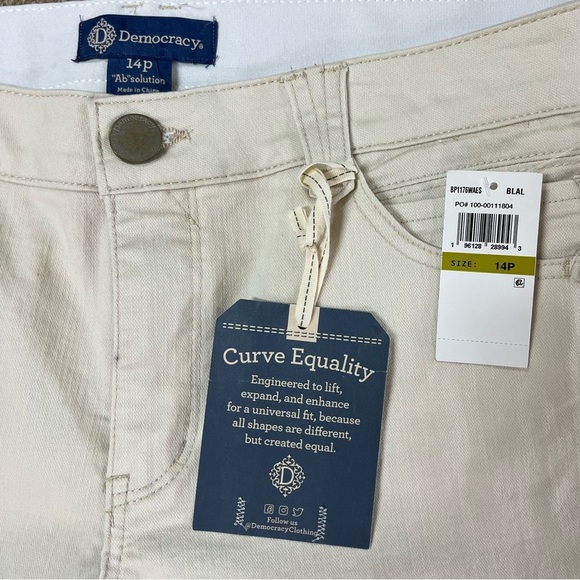 D Democracy®
14P
"Ab"solution
Made in China
BP1176WAES BLAL
PO# 100-00111804
1 96128 28994 3
SIZE: 14P
Curve Equality
Engineered to lift,
expand, and enhance
for a universal fit, because
all shapes are different,
but created equal.
D
Follow us
@DemocracyClothing